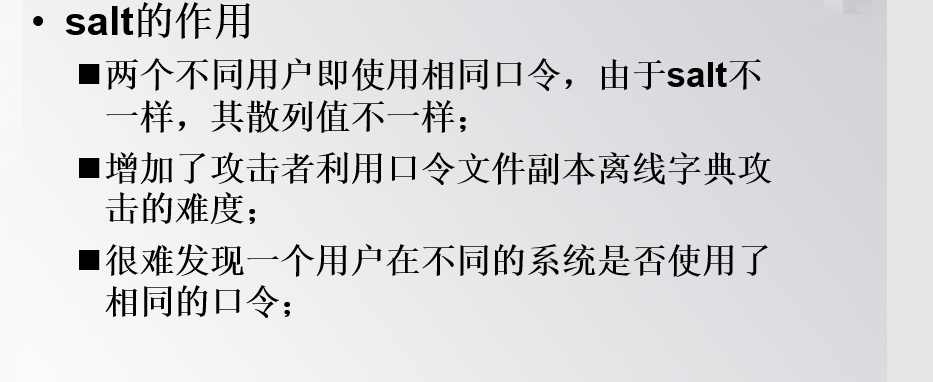 • salt的作用
■两个不同用户即使用相同口令，由于salt不
一样，其散列值不一样；
■增加了攻击者利用口令文件副本离线字典攻
击的难度；
■很难发现一个用户在不同的系统是否使用了
相同的口令；